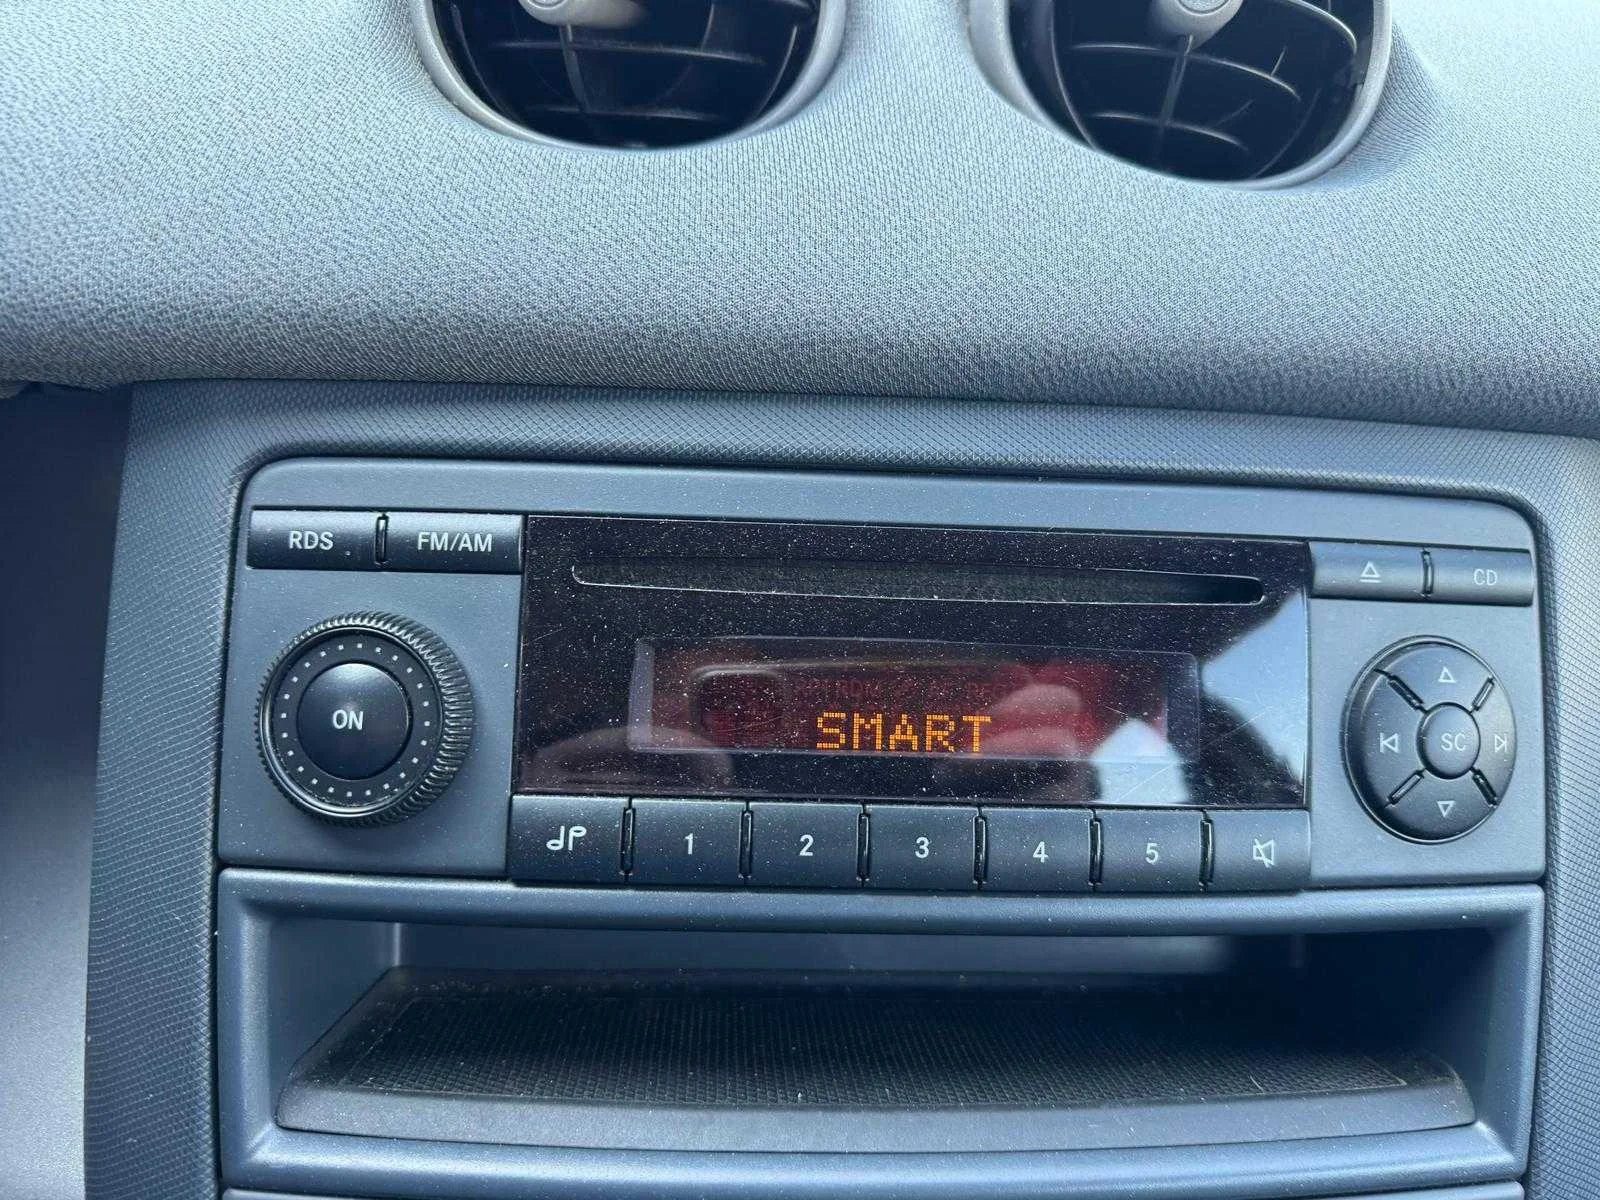 RDS FM/AM CD
ON SMART SC
1 2 3 4 5